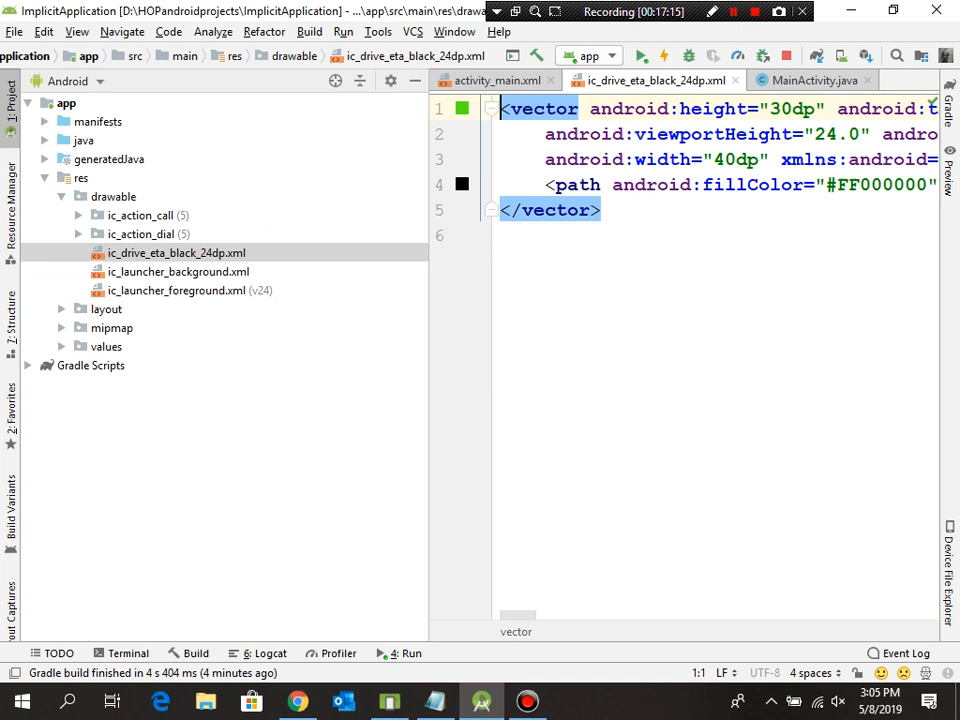 ImplicitApplication [D:\HOPandroidprojects\ImplicitApplication] - ...\app\src\main\res\drawa
Recording [00:17:15]
File Edit View Navigate Code Analyze Refactor Build Run Tools VCS Window Help
pplication app src main res drawable ic_drive_eta_black_24dp.xml app
Android activity_main.xml ic_drive_eta_black_24dp.xml MainActivity.java
app
manifests
java
generatedJava
res
drawable
ic_action_call (5)
ic_action_dial (5)
ic_drive_eta_black_24dp.xml
ic_launcher_background.xml
ic_launcher_foreground.xml (v24)
layout
mipmap
values
Gradle Scripts
1 <vector android:height="30dp" android:t
2 android:viewportHeight="24.0" andro
3 android:width="40dp" xmlns:android=
4 <path android:fillColor="#FF000000"
5 </vector>
6
vector
1: Project
Resource Manager
Z: Structure
2: Favorites
Build Variants
out Captures
Gradle
Preview
Device File Explorer
TODO Terminal Build 6: Logcat Profiler 4: Run Event Log
Gradle build finished in 4 s 404 ms (4 minutes ago) 1:1 LF UTF-8 4 spaces
3:05 PM
5/8/2019